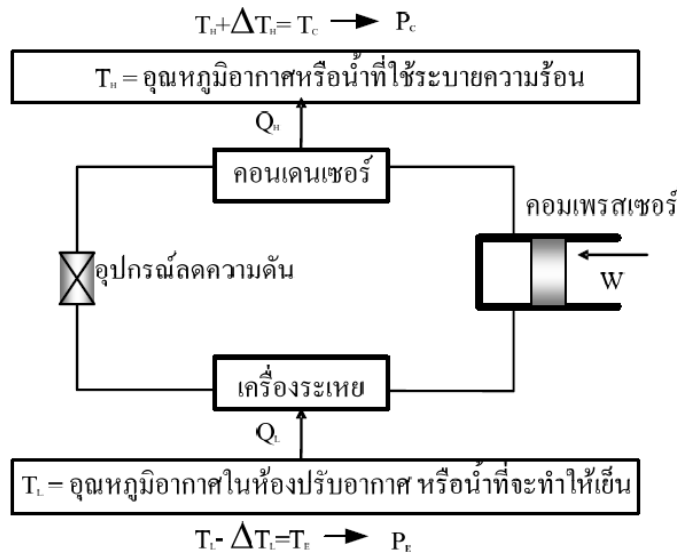 T_H+ΔT_H= T_C → P_C
T_H = อุณหภูมิอากาศหรือน้ำที่ใช้ระบายความร้อน
Q_H
คอนเดนเซอร์
คอมเพรสเซอร์
อุปกรณ์ลดความดัน
W
เครื่องระเหย
Q_L
T_L = อุณหภูมิอากาศในห้องปรับอากาศ หรือน้ำที่จะทำให้เย็น
T_L- ΔT_L=T_E → P_E